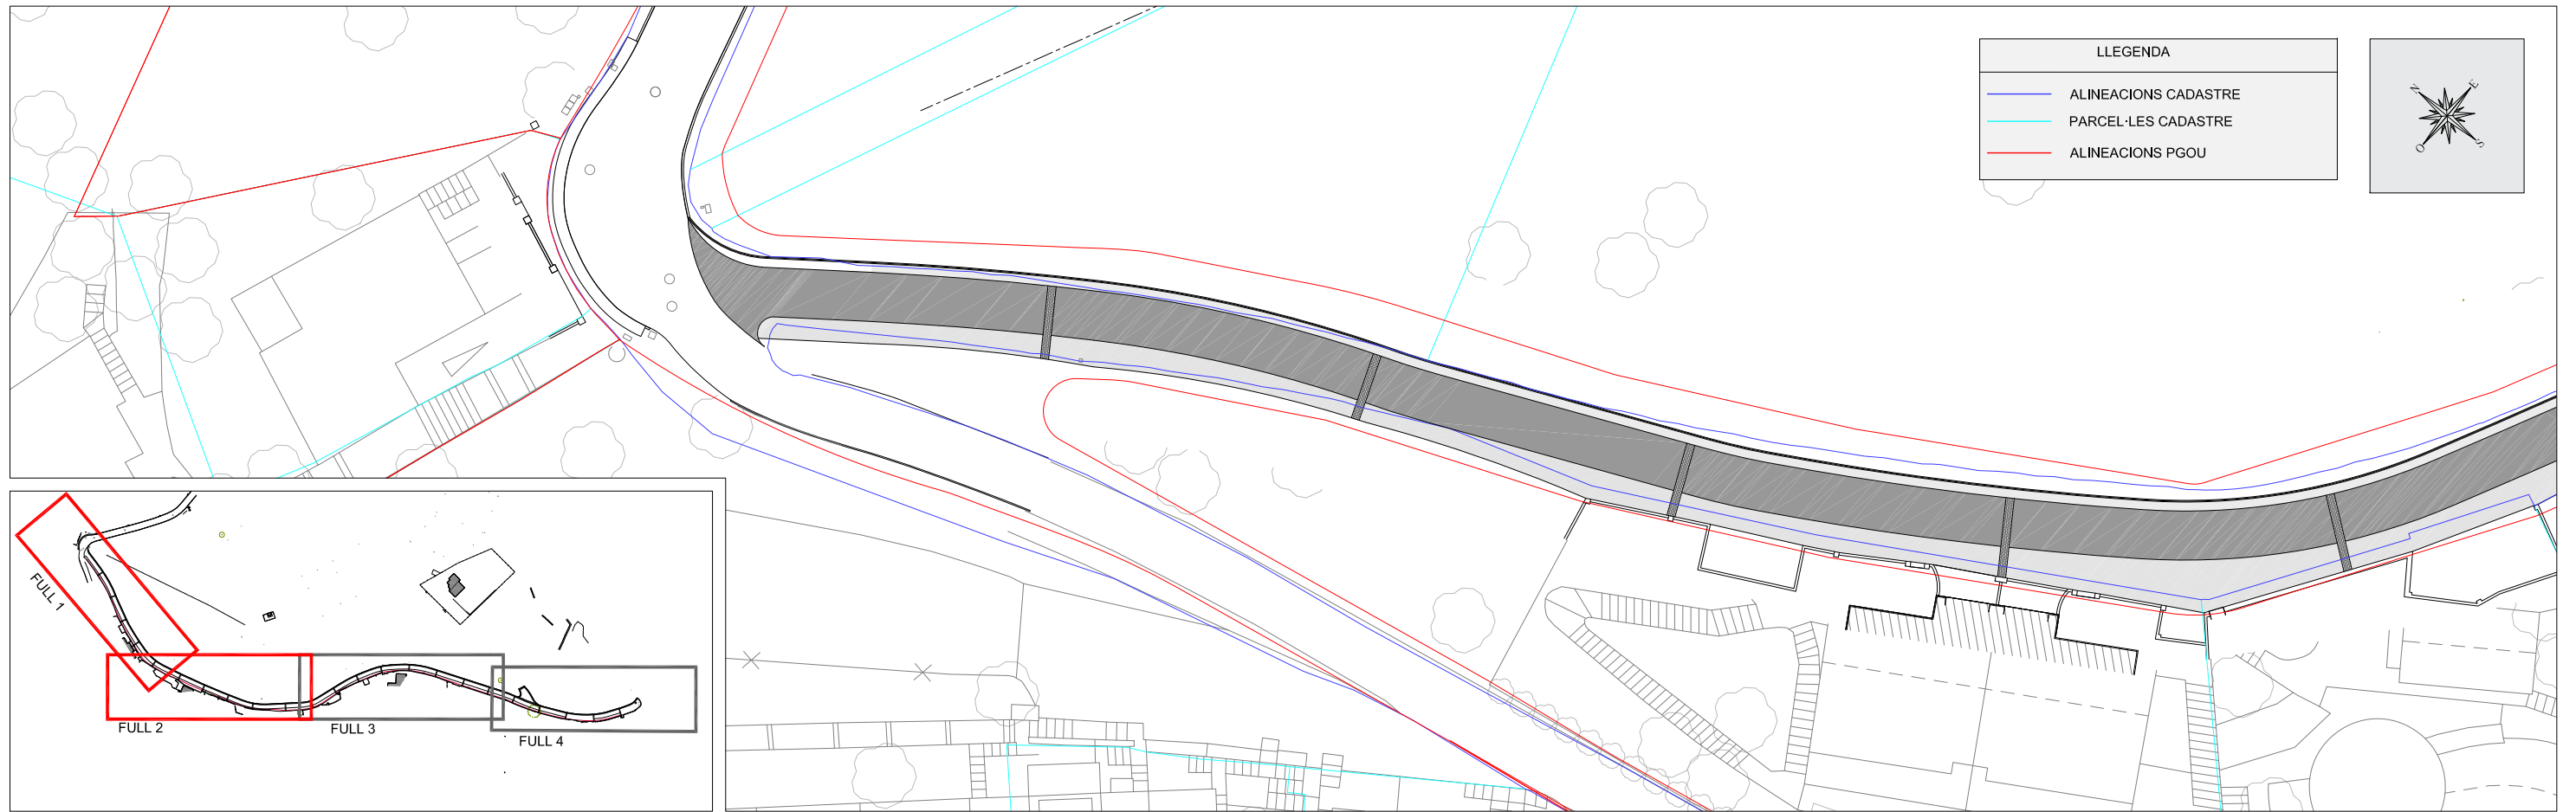 LLEGENDA
ALINEACIONS CADASTRE
PARCEL·LES CADASTRE
ALINEACIONS PGOU
N
E
O
S
FULL 1
FULL 2
FULL 3
FULL 4